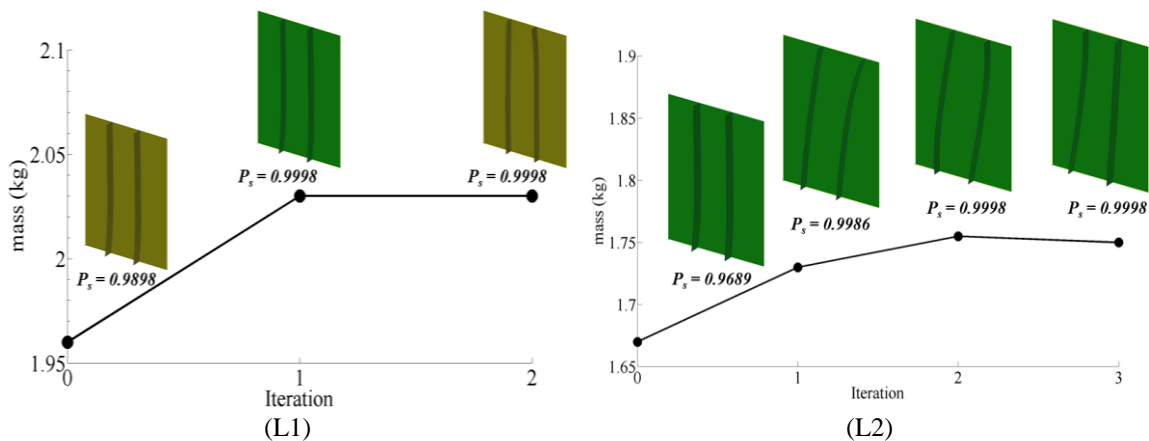 2.1
2.05
2
1.95
mass (kg)
P_s = 0.9898
P_s = 0.9998
P_s = 0.9998
0
1
2
Iteration
(L1)
1.9
1.85
1.8
1.75
1.7
1.65
mass (kg)
P_s = 0.9689
P_s = 0.9986
P_s = 0.9998
P_s = 0.9998
0
1
2
3
Iteration
(L2)